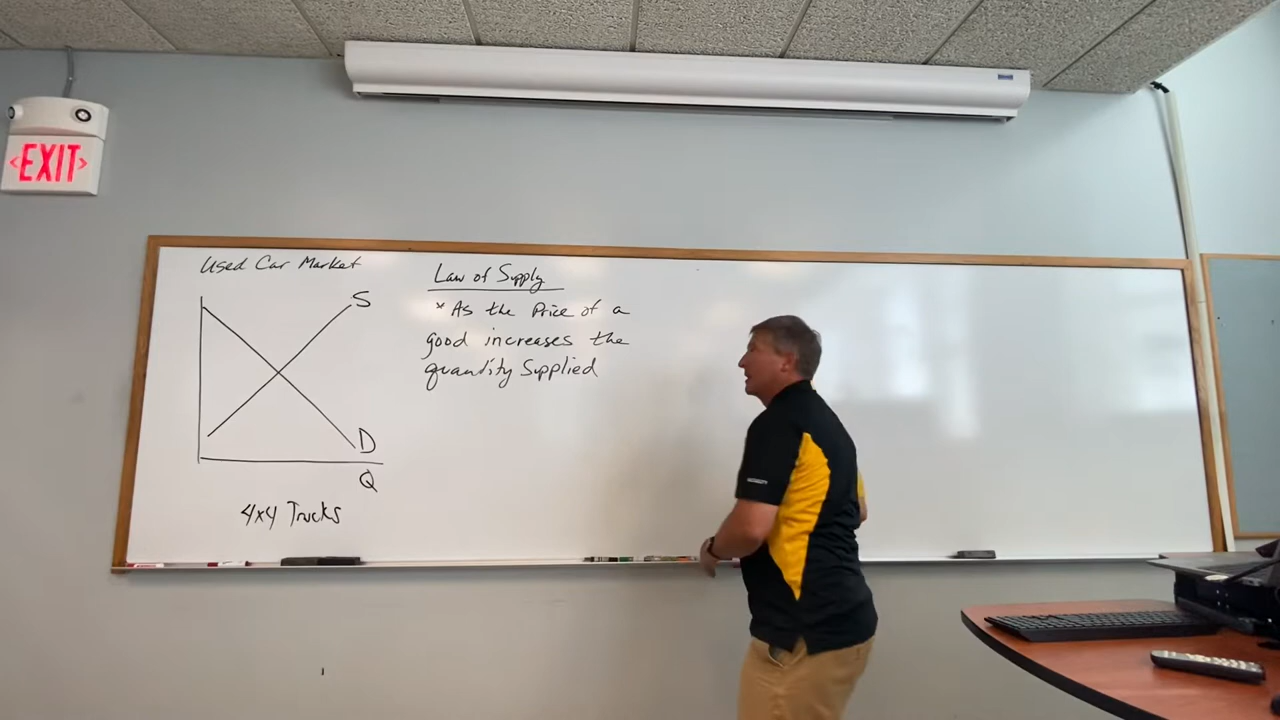 EXIT
Used Car Market
S
D
Q
4x4 Trucks
Law of Supply
* As the Price of a
good increases the
quantity Supplied